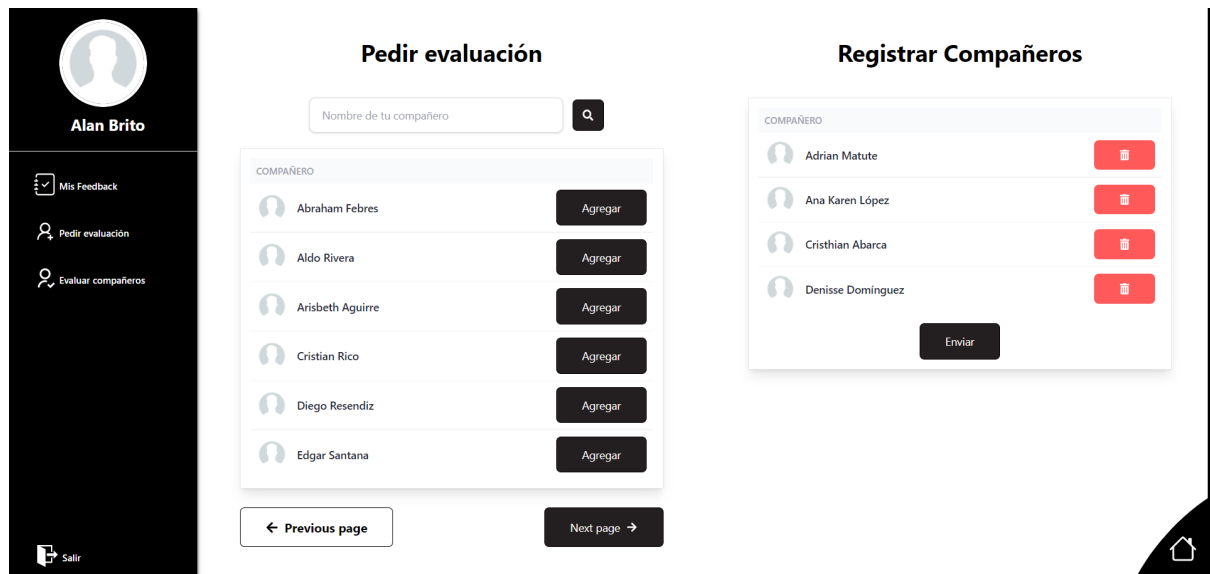 Alan Brito
Mis Feedback
Pedir evaluación
Evaluar compañeros
Salir
Pedir evaluación
Nombre de tu compañero
COMPAÑERO
Abraham Febres Agregar
Aldo Rivera Agregar
Arisbeth Aguirre Agregar
Cristian Rico Agregar
Diego Resendiz Agregar
Edgar Santana Agregar
Previous page
Next page
Registrar Compañeros
COMPAÑERO
Adrian Matute
Ana Karen López
Cristhian Abarca
Denisse Domínguez
Enviar